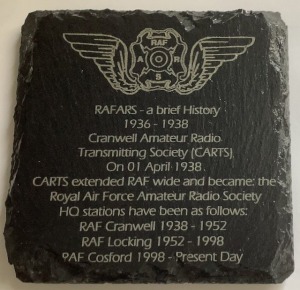 RAF
A R
S
RAFARS - a brief History
1936 - 1938
Cranwell Amateur Radio
Transmitting Society (CARTS)
On 01 April 1938
CARTS extended RAF wide and became: the
Royal Air Force Amateur Radio Society
HQ stations have been as follows:
RAF Cranwell 1938 - 1952
RAF Locking 1952 - 1998
RAF Cosford 1998 - Present Day